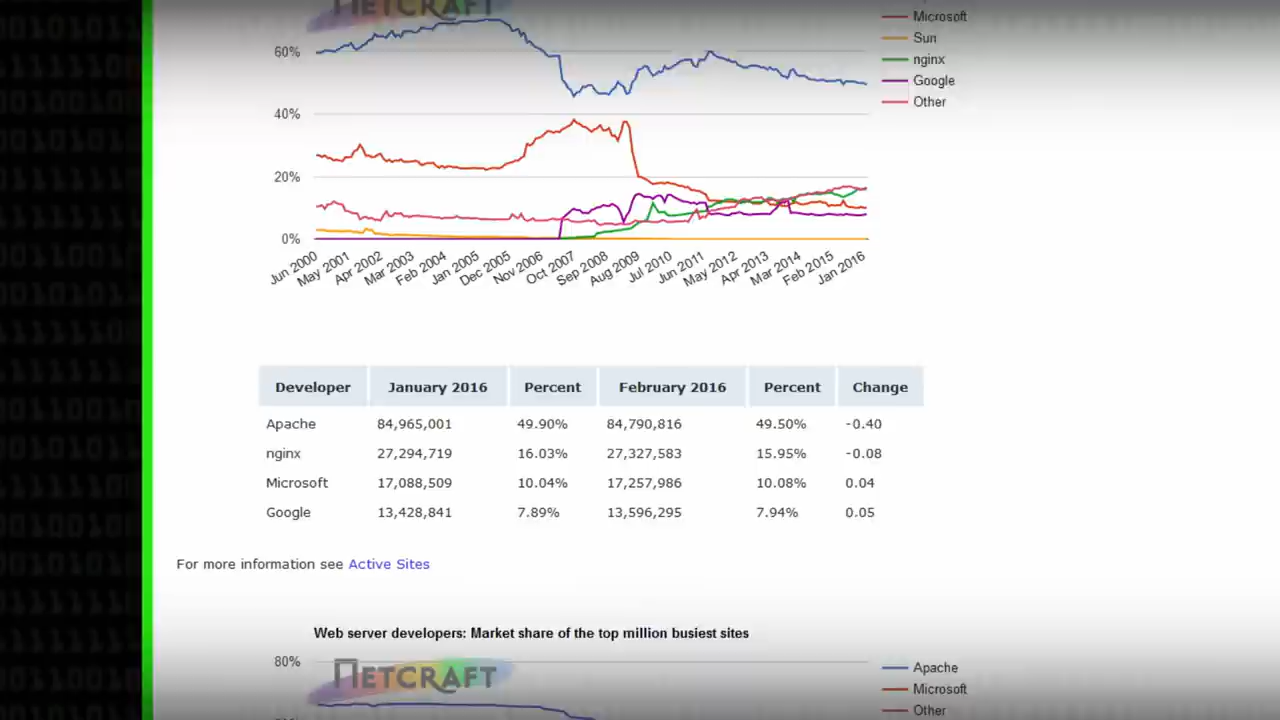 NETCRAFT
Microsoft
Sun
60%
nginx
Google
Other
40%
20%
0%
Jun 2000 May 2001 Apr 2002 Mar 2003 Feb 2004 Jan 2005 Dec 2005 Nov 2006 Oct 2007 Sep 2008 Aug 2009 Jul 2010 Jun 2011 May 2012 Apr 2013 Mar 2014 Feb 2015 Jan 2016
Developer January 2016 Percent February 2016 Percent Change
Apache 84,965,001 49.90% 84,790,816 49.50% -0.40
nginx 27,294,719 16.03% 27,327,583 15.95% -0.08
Microsoft 17,088,509 10.04% 17,257,986 10.08% 0.04
Google 13,428,841 7.89% 13,596,295 7.94% 0.05
For more information see Active Sites
Web server developers: Market share of the top million busiest sites
80%
NETCRAFT
Apache
Microsoft
Other